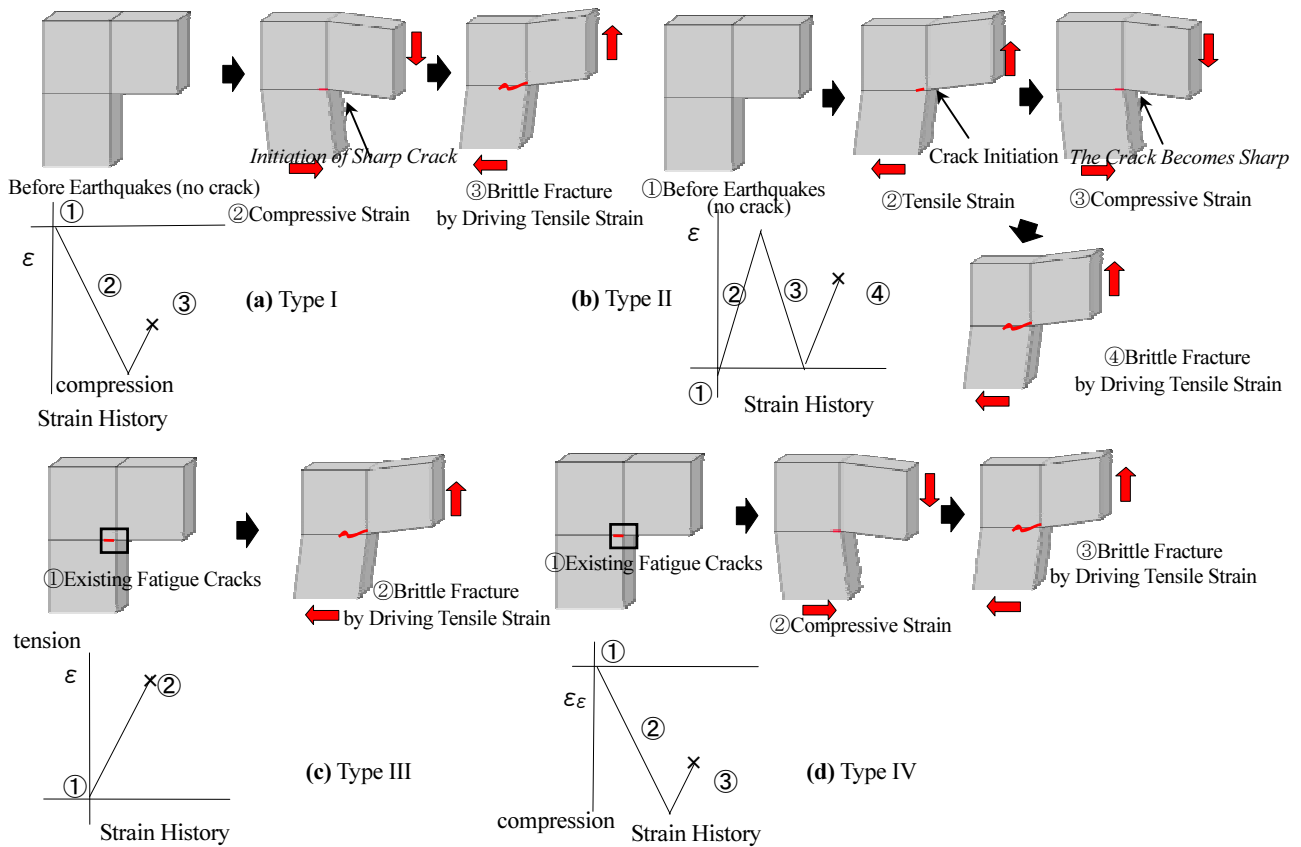 Initiation of Sharp Crack
Before Earthquakes (no crack)
②Compressive Strain
③Brittle Fracture
by Driving Tensile Strain
①
ε
②
③
compression
Strain History
(a) Type I
①Before Earthquakes
(no crack)
Crack Initiation
②Tensile Strain
The Crack Becomes Sharp
③Compressive Strain
④Brittle Fracture
by Driving Tensile Strain
ε
②
③
④
①
Strain History
(b) Type II
①Existing Fatigue Cracks
②Brittle Fracture
by Driving Tensile Strain
tension
ε
②
①
Strain History
(c) Type III
①Existing Fatigue Cracks
②Compressive Strain
③Brittle Fracture
by Driving Tensile Strain
①
εε
②
③
compression
Strain History
(d) Type IV